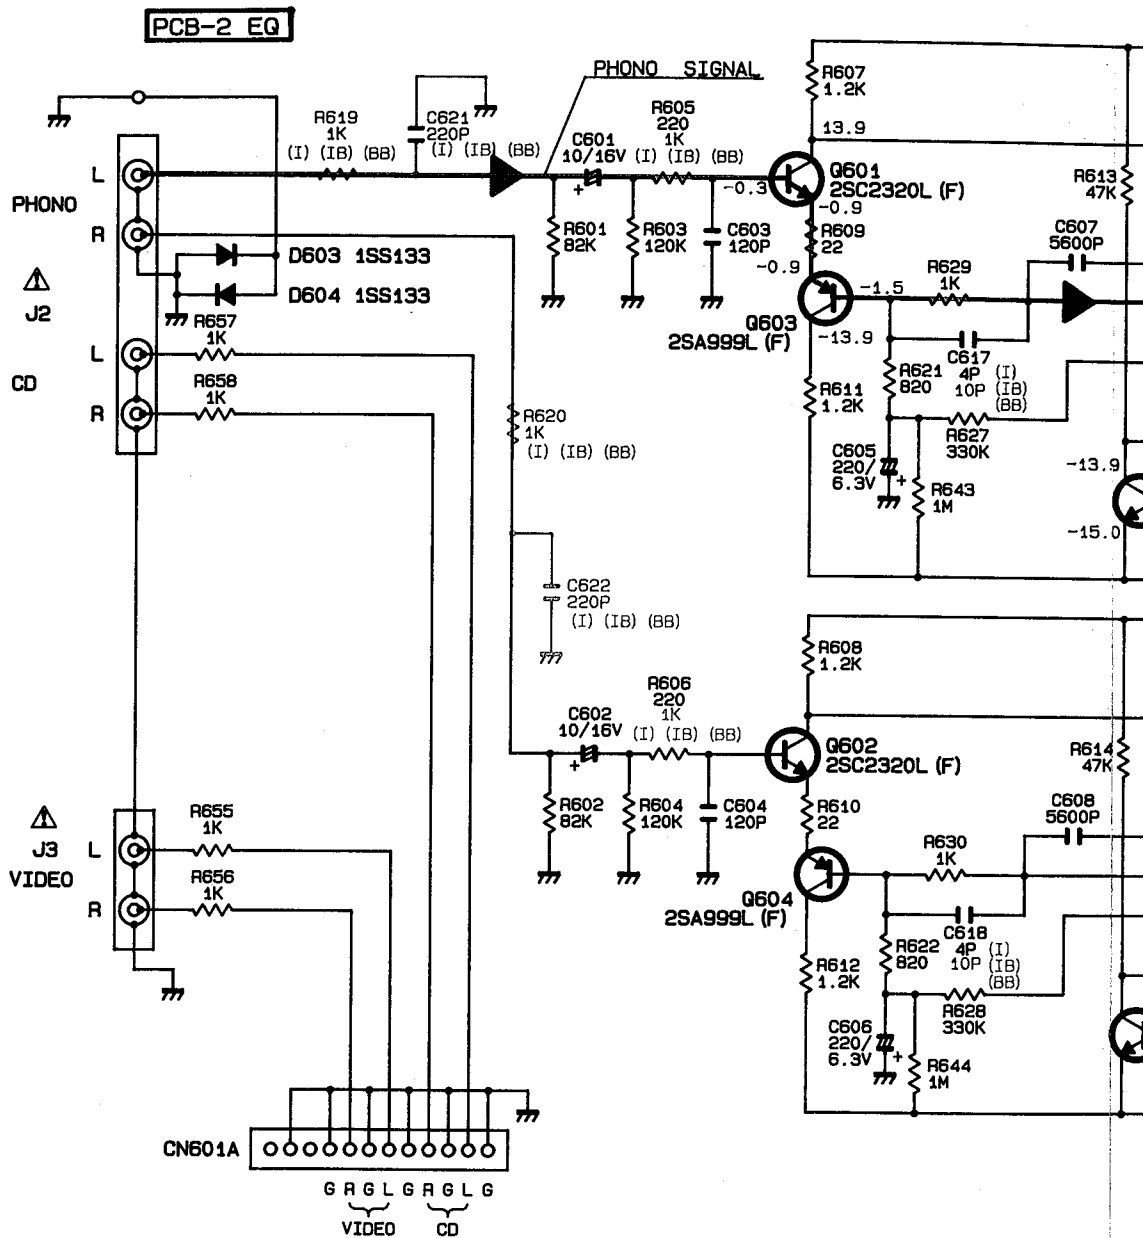 PCB-2 EQ
PHONO SIGNAL
R607
1.2K
R619
1K
(I) (IB) (BB)
C621
220P
(I) (IB) (BB)
C601
10/16V
R605
220
1K
(I) (IB) (BB)
13.9
-0.3
Q601
2SC2320L (F)
R613
47K
L
PHONO
R
J2
D603 1SS133
D604 1SS133
R601
82K
R603
120K
C603
120P
-0.9
R609
22
-0.9
C607
5600P
-1.5
R629
1K
Q603
2SA999L (F)
-13.9
R657
1K
L
CD
R658
1K
R
R611
1.2K
R621
820
C617
4P
10P
(I)
(IB)
(BB)
R620
1K
(I) (IB) (BB)
R627
330K
C605
220/
6.3V
+
R643
1M
-13.9
-15.0
C622
220P
(I) (IB) (BB)
R608
1.2K
R606
220
1K
(I) (IB) (BB)
C602
10/16V
+
Q602
2SC2320L (F)
R614
47K
R602
82K
R604
120K
C604
120P
R610
22
C608
5600P
R630
1K
Q604
2SA999L (F)
J3
VIDEO
L
R655
1K
R
R656
1K
R612
1.2K
R622
820
C618
4P
10P
(I)
(IB)
(BB)
R628
330K
C606
220/
6.3V
+
R644
1M
CN601A
G R G L G R G L G
VIDEO CD